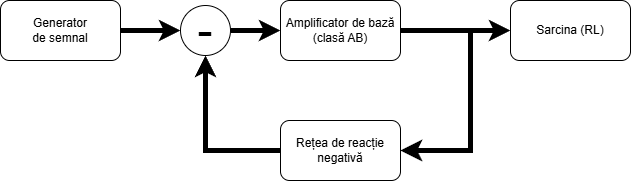 Generator
de semnal
-
Amplificator de bază
(clasă AB)
Sarcina (RL)
Rețea de reacție
negativă